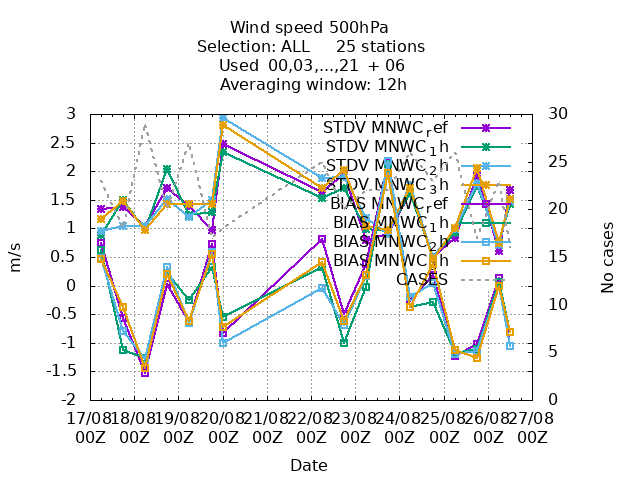 Wind speed 500hPa
Selection: ALL     25 stations
Used  00,03,...,21  + 06
Averaging window: 12h
3 30
2.5 25
2 20
1.5 15
1 10
0.5 5
0 0
-0.5
-1
-1.5
-2
m/s
No cases
STDV MNWC_ref
STDV MNWC_1h
STDV MNWC_2h
STDV MNWC_3h
BIAS MNWC_ref
BIAS MNWC_1h
BIAS MNWC_2h
BIAS MNWC_3h
CASES
17/08 18/08 19/08 20/08 21/08 22/08 23/08 24/08 25/08 26/08 27/08
00Z 00Z 00Z 00Z 00Z 00Z 00Z 00Z 00Z 00Z 00Z
Date